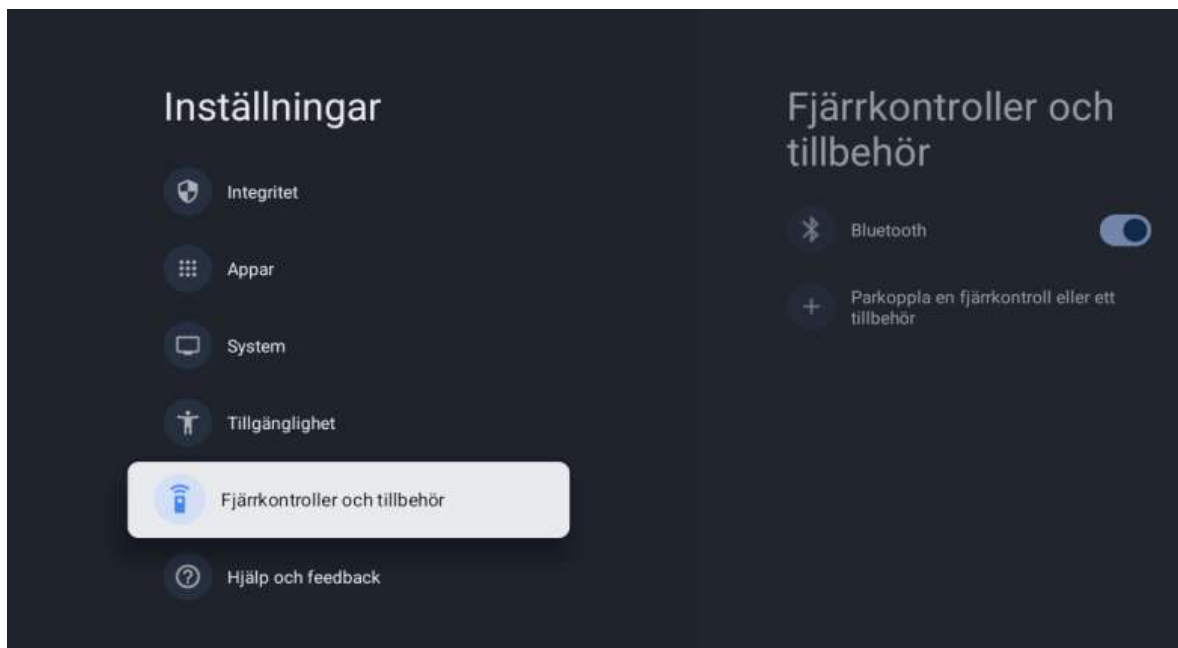 Inställningar
Integritet
Appar
System
Tillgänglighet
Fjärrkontroller och tillbehör
Hjälp och feedback
Fjärrkontroller och
tillbehör
Bluetooth
Parkoppla en fjärrkontroll eller ett
tillbehör